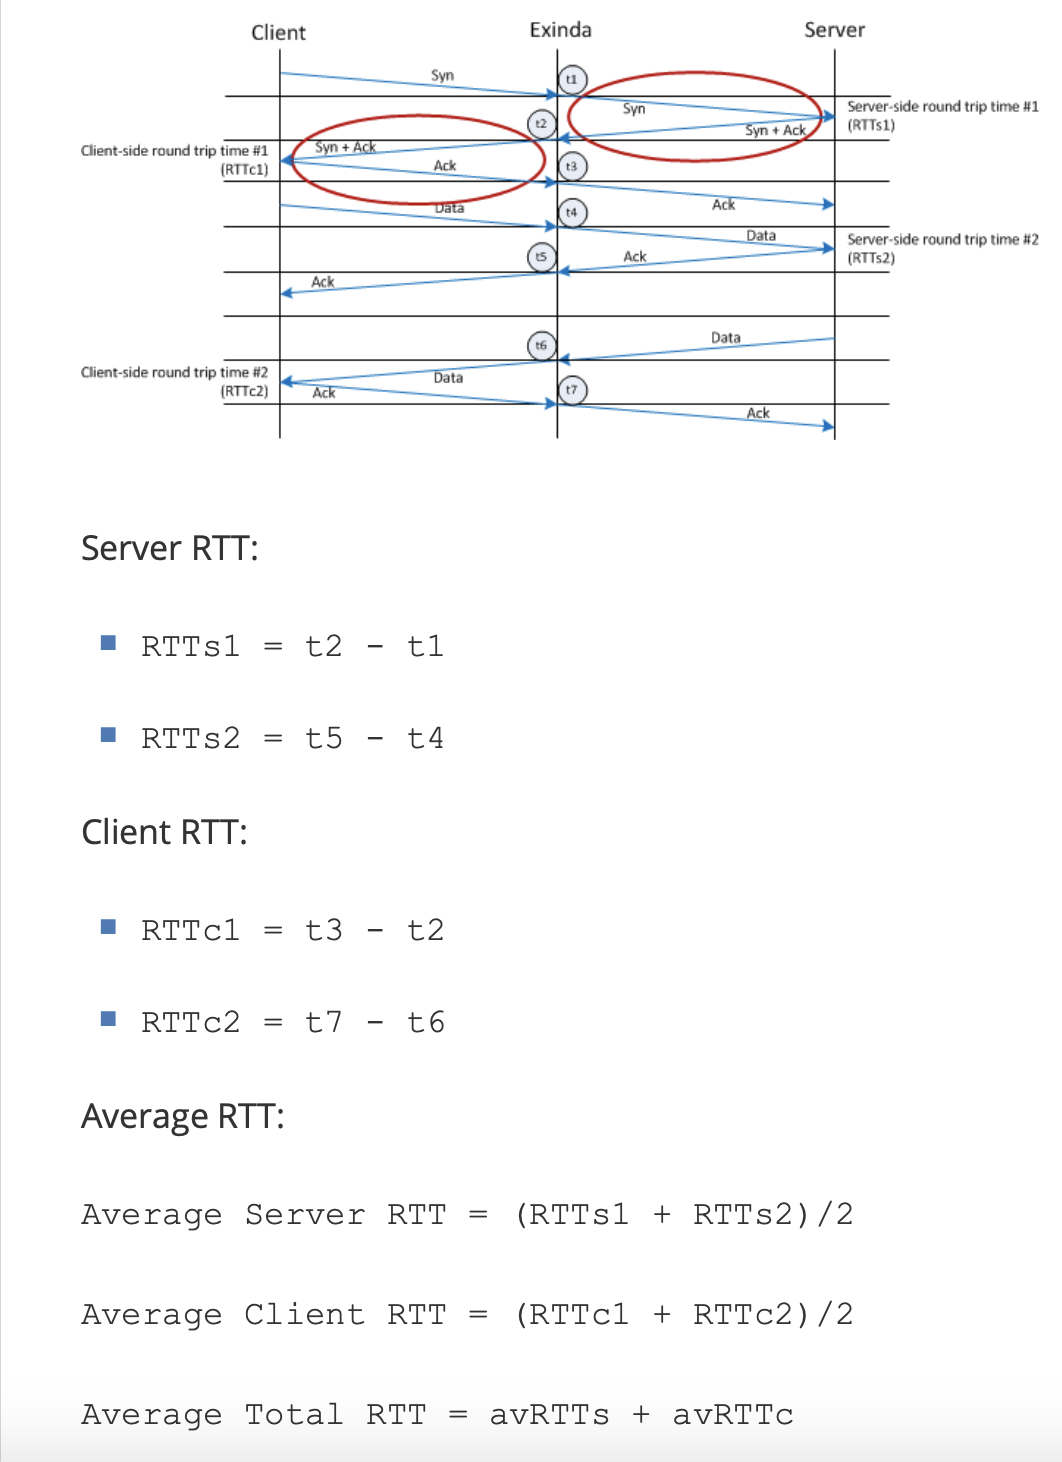 Client
Exinda
Server
Syn
t1
Syn
Server-side round trip time #1
(RTTs1)
t2
Syn + Ack
Syn + Ack
Client-side round trip time #1
(RTTc1)
Ack
t3
Ack
Data
t4
Data
Server-side round trip time #2
(RTTs2)
t5
Ack
Ack
Data
t6
Client-side round trip time #2
(RTTc2)
Data
Ack
t7
Ack
Server RTT:
RTTs1 = t2 - t1
RTTs2 = t5 - t4
Client RTT:
RTTc1 = t3 - t2
RTTc2 = t7 - t6
Average RTT:
Average Server RTT = (RTTs1 + RTTs2)/2
Average Client RTT = (RTTc1 + RTTc2)/2
Average Total RTT = avRTTs + avRTTc